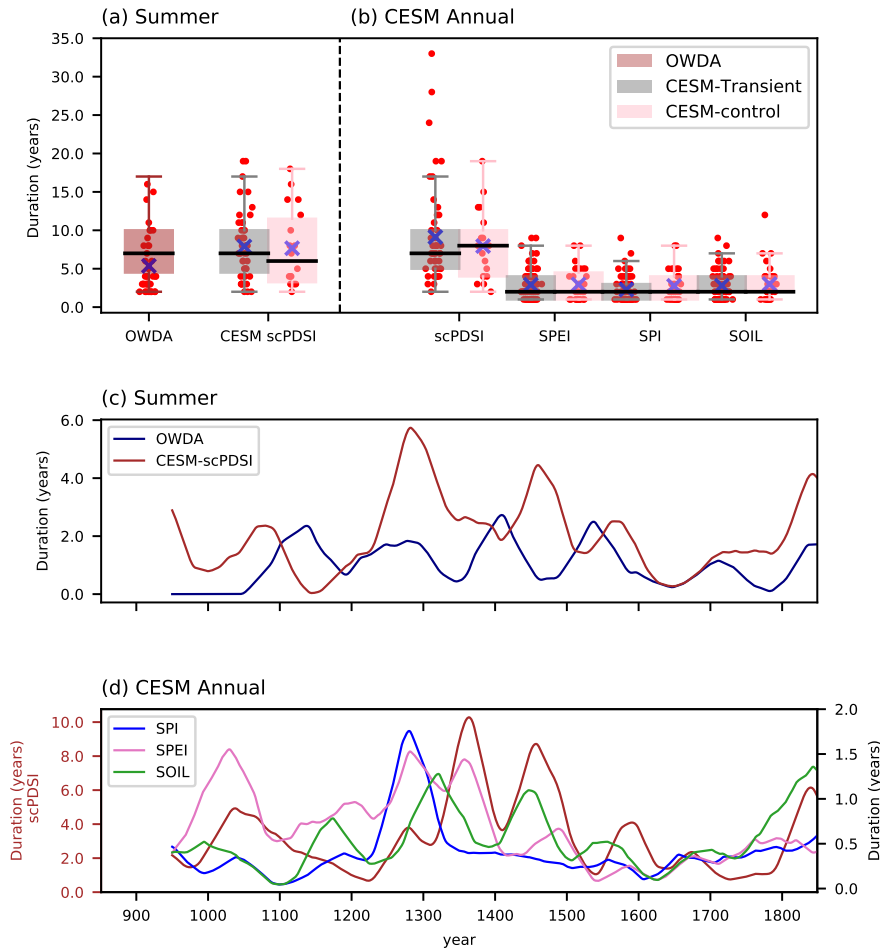 (a) Summer
(b) CESM Annual
35.0
30.0
25.0
20.0
15.0
10.0
5.0
0.0
Duration (years)
OWDA
CESM-Transient
CESM-control
OWDA
CESM scPDSI
scPDSI
SPEI
SPI
SOIL
(c) Summer
6.0
4.0
2.0
0.0
Duration (years)
OWDA
CESM-scPDSI
(d) CESM Annual
10.0
8.0
6.0
4.0
2.0
0.0
Duration (years)
scPDSI
SPI
SPEI
SOIL
2.0
1.5
1.0
0.5
0.0
Duration (years)
900
1000
1100
1200
1300
1400
1500
1600
1700
1800
year